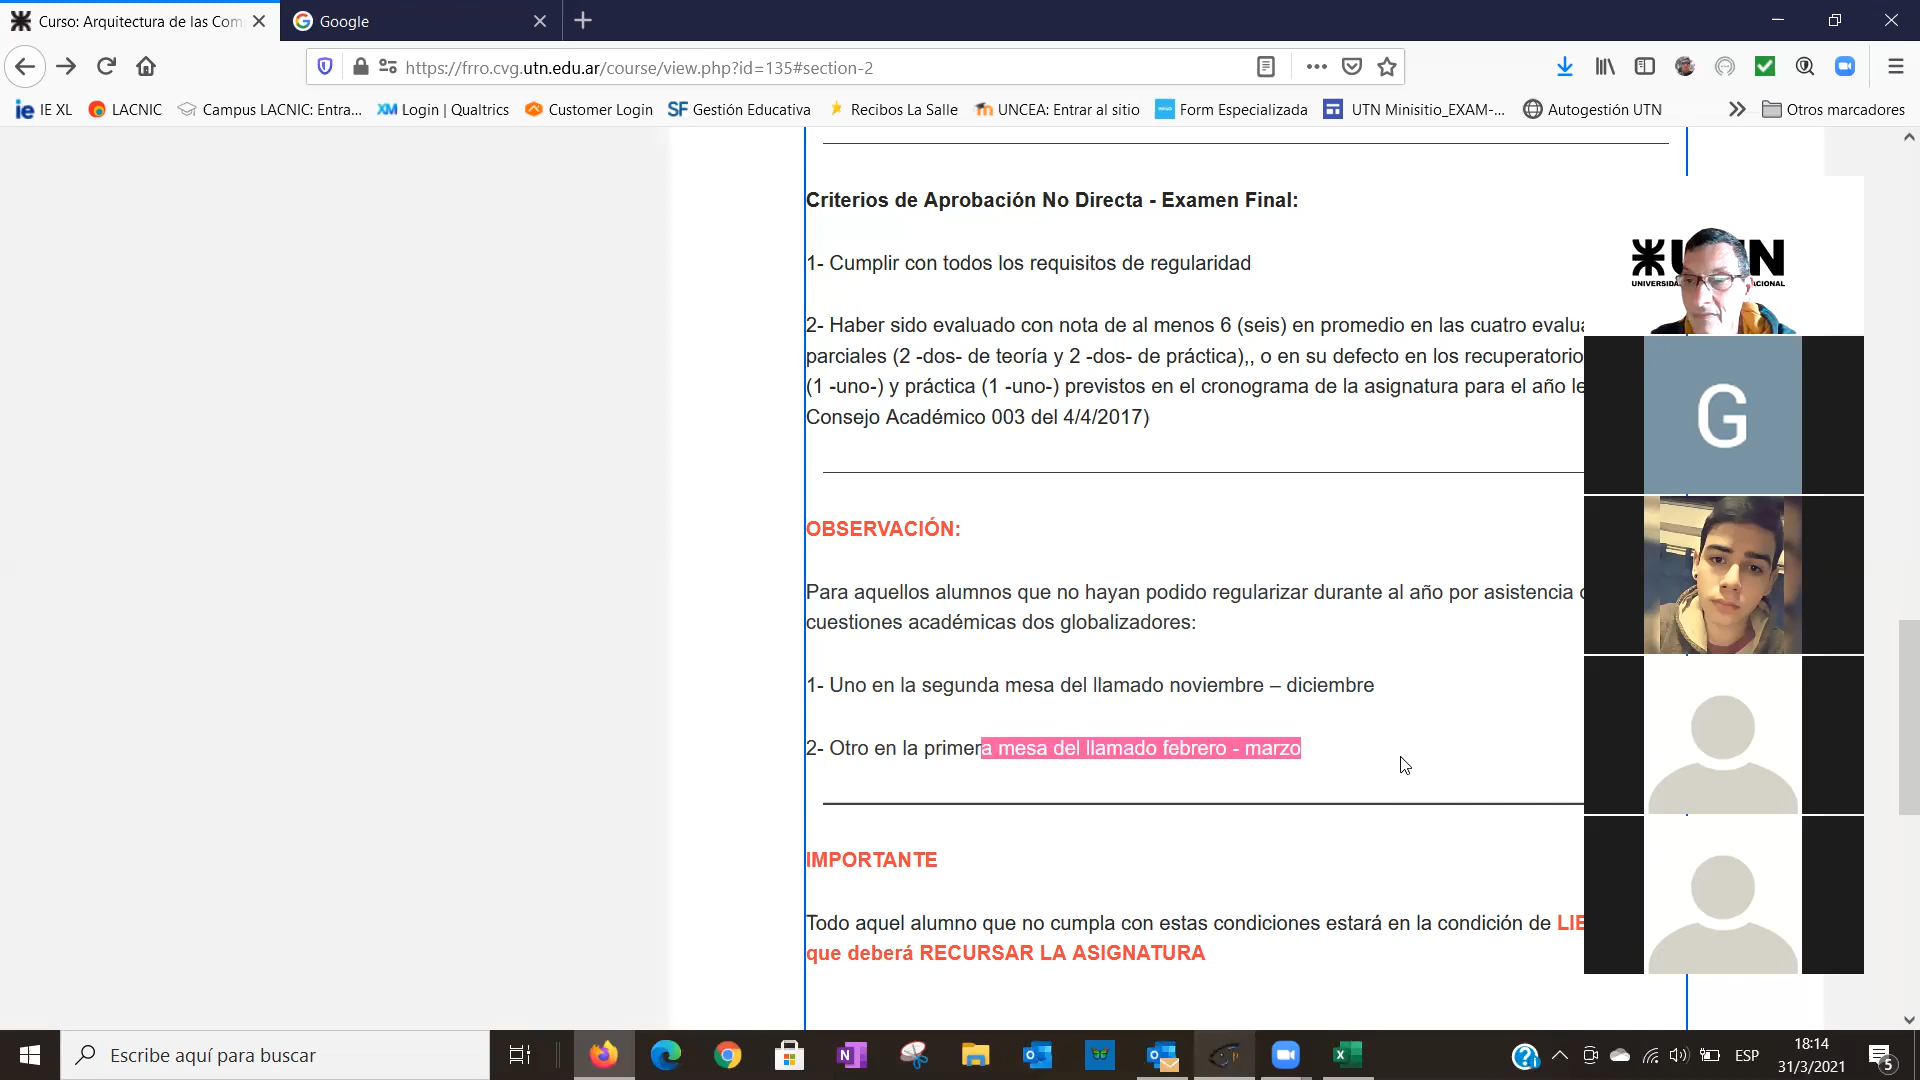 Curso: Arquitectura de las Com
Google
https://frro.cvg.utn.edu.ar/course/view.php?id=135#section-2
IE XL
LACNIC
Campus LACNIC: Entra...
XM Login | Qualtrics
Customer Login
SF Gestión Educativa
Recibos La Salle
UNCEA: Entrar al sitio
Form Especializada
UTN Minisitio_EXAM-...
Autogestión UTN
Otros marcadores
Criterios de Aprobación No Directa - Examen Final:
1- Cumplir con todos los requisitos de regularidad
2- Haber sido evaluado con nota de al menos 6 (seis) en promedio en las cuatro evalua
parciales (2 -dos- de teoría y 2 -dos- de práctica),, o en su defecto en los recuperatorio
(1 -uno-) y práctica (1 -uno-) previstos en el cronograma de la asignatura para el año le
Consejo Académico 003 del 4/4/2017)
OBSERVACIÓN:
Para aquellos alumnos que no hayan podido regularizar durante al año por asistencia
cuestiones académicas dos globalizadores:
1- Uno en la segunda mesa del llamado noviembre – diciembre
2- Otro en la primera mesa del llamado febrero - marzo
IMPORTANTE
Todo aquel alumno que no cumpla con estas condiciones estará en la condición de LIB
que deberá RECURSAR LA ASIGNATURA
G
Escribe aquí para buscar
ESP
18:14
31/3/2021
5